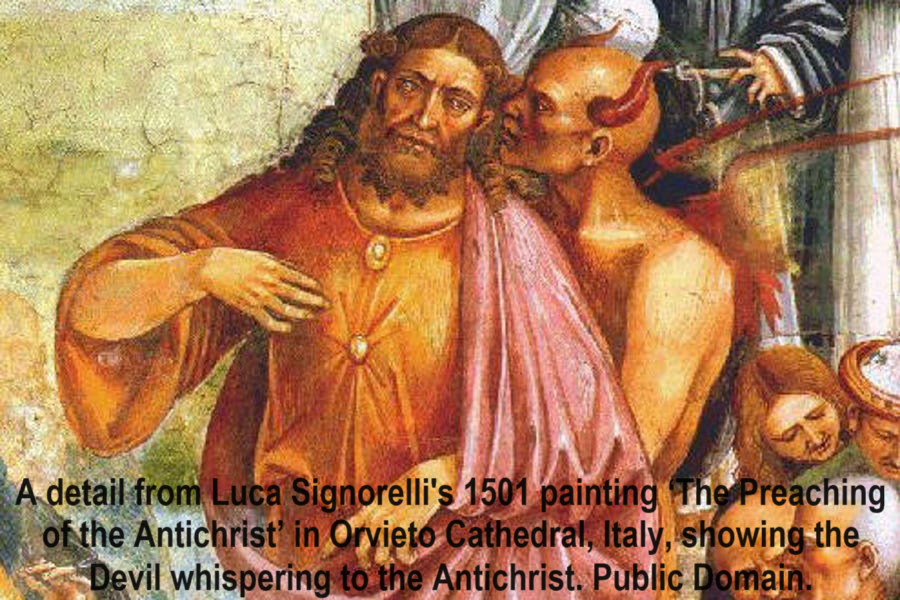 A detail from Luca Signorelli's 1501 painting ‘The Preaching
of the Antichrist’ in Orvieto Cathedral, Italy, showing the
Devil whispering to the Antichrist. Public Domain.